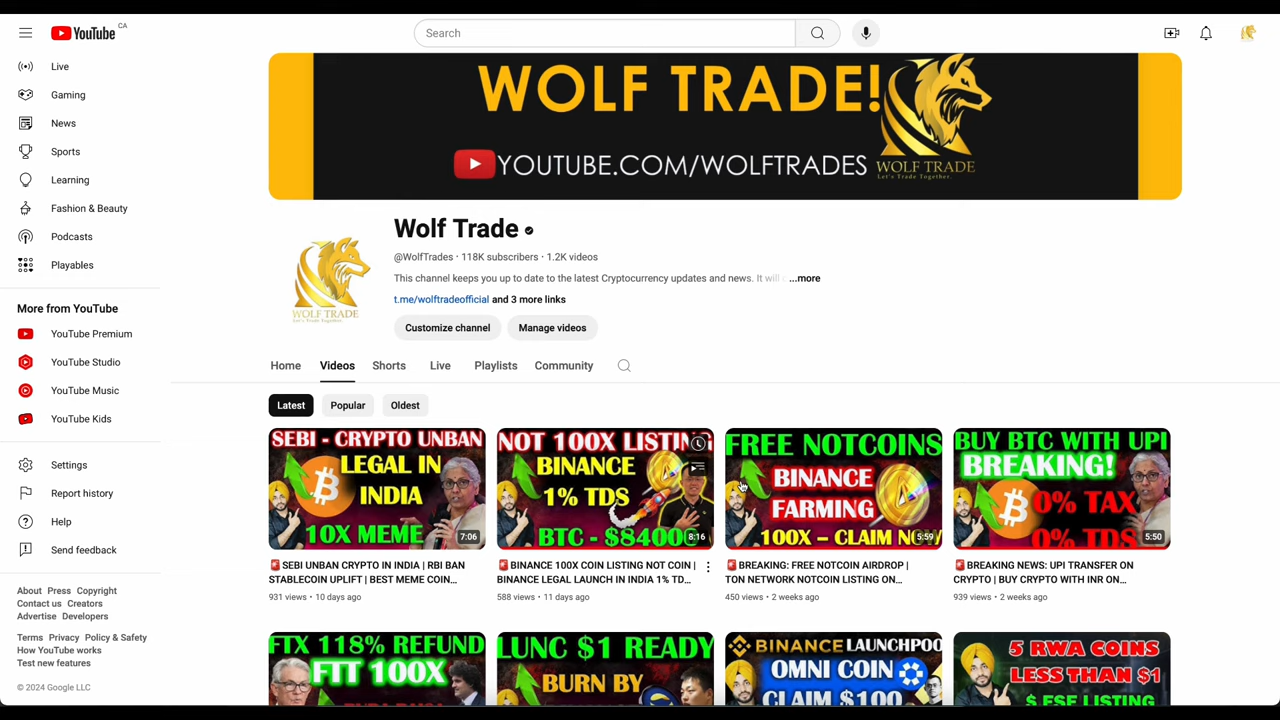 YouTube CA
Search
Live
Gaming
News
Sports
Learning
Fashion & Beauty
Podcasts
Playables
More from YouTube
YouTube Premium
YouTube Studio
YouTube Music
YouTube Kids
Settings
Report history
Help
Send feedback
About Press Copyright
Contact us Creators
Advertise Developers
Terms Privacy Policy & Safety
How YouTube works
Test new features
© 2024 Google LLC
WOLF TRADE!
YOUTUBE.COM/WOLFTRADES
WOLF TRADE
Let's Trade Together.
WOLF TRADE
Wolf Trade
@WolfTrades · 118K subscribers · 1.2K videos
This channel keeps you up to date to the latest Cryptocurrency updates and news. It will ...more
t.me/wolftradeofficial and 3 more links
Customize channel Manage videos
Home Videos Shorts Live Playlists Community
Latest Popular Oldest
SEBI - CRYPTO UNBAN
LEGAL IN
INDIA
10X MEME
7:06
🚨SEBI UNBAN CRYPTO IN INDIA | RBI BAN
STABLECOIN UPLIFT | BEST MEME COIN...
931 views · 10 days ago
NOT 100X LISTING
BINANCE
1% TDS
BTC - $84000
8:16
🚨BINANCE 100X COIN LISTING NOT COIN |
BINANCE LEGAL LAUNCH IN INDIA 1% TD...
588 views · 11 days ago
FREE NOTCOINS
BINANCE
FARMING
100X – CLAIM NOW
5:59
🚨BREAKING: FREE NOTCOIN AIRDROP |
TON NETWORK NOTCOIN LISTING ON...
450 views · 2 weeks ago
BUY BTC WITH UPI
BREAKING!
0% TAX
0% TDS
5:50
🚨BREAKING NEWS: UPI TRANSFER ON
CRYPTO | BUY CRYPTO WITH INR ON...
939 views · 2 weeks ago
FTX 118% REFUND
FTT 100X
LUNC $1 READY
BURN BY
BINANCE LAUNCHPOO
OMNI COIN
CLAIM $100
5 RWA COINS
LESS THAN $1